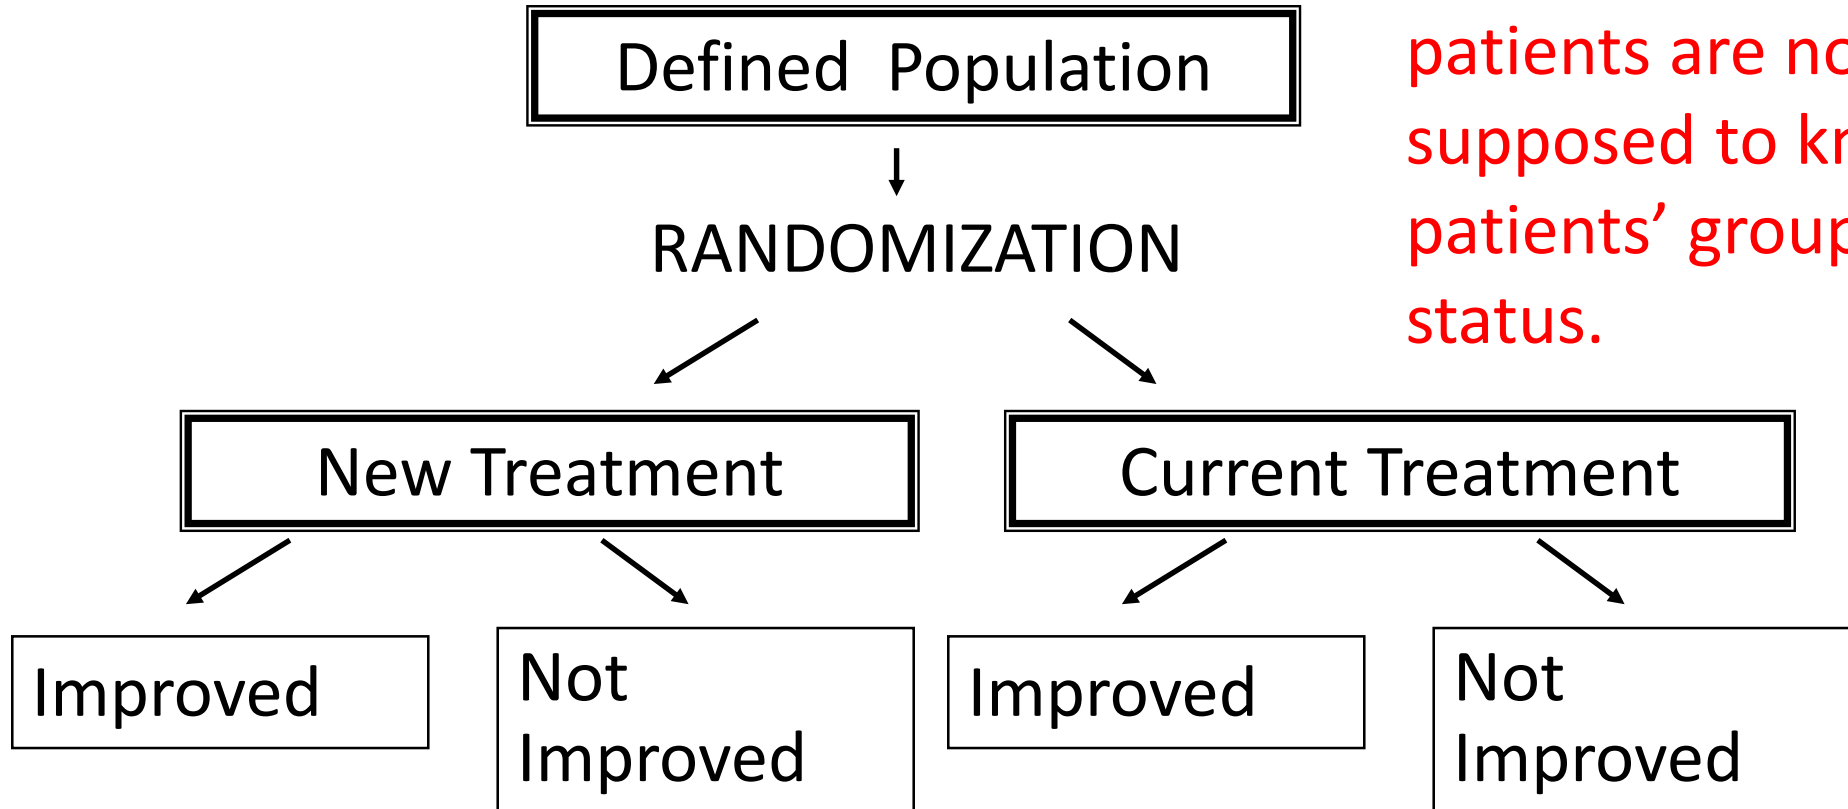 Defined Population
patients are no
supposed to kr
patients’ group
status.
RANDOMIZATION
New Treatment
Current Treatment
Improved
Not
Improved
Improved
Not
Improved